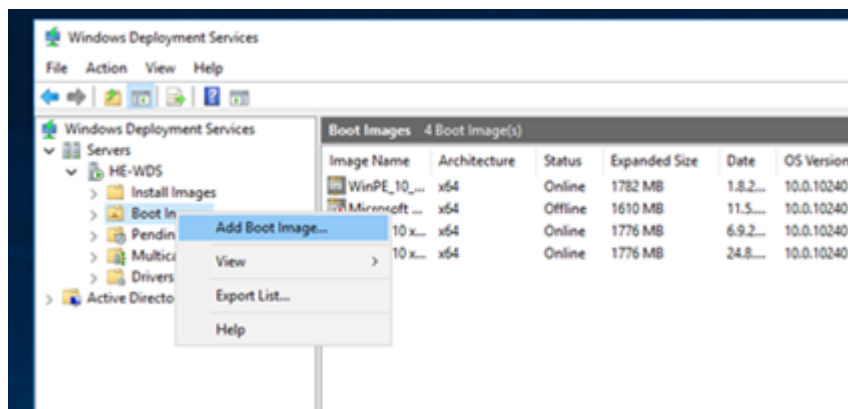 Windows Deployment Services
File Action View Help
Windows Deployment Services
Servers
HE-WDS
Install Images
Boot Im
Pendin
Multica
Drivers
Active Directo
Add Boot Image...
View
Export List...
Help
Boot Images 4 Boot Image(s)
Image Name Architecture Status Expanded Size Date OS Version
WinPE_10_... x64 Online 1782 MB 1.8.2... 10.0.10240
Microsoft ... x64 Offline 1610 MB 11.5.... 10.0.10240
10 x... x64 Online 1776 MB 6.9.2... 10.0.10240
10 x... x64 Online 1776 MB 24.8.... 10.0.10240